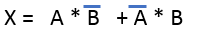 X = A * B̅ + A̅ * B